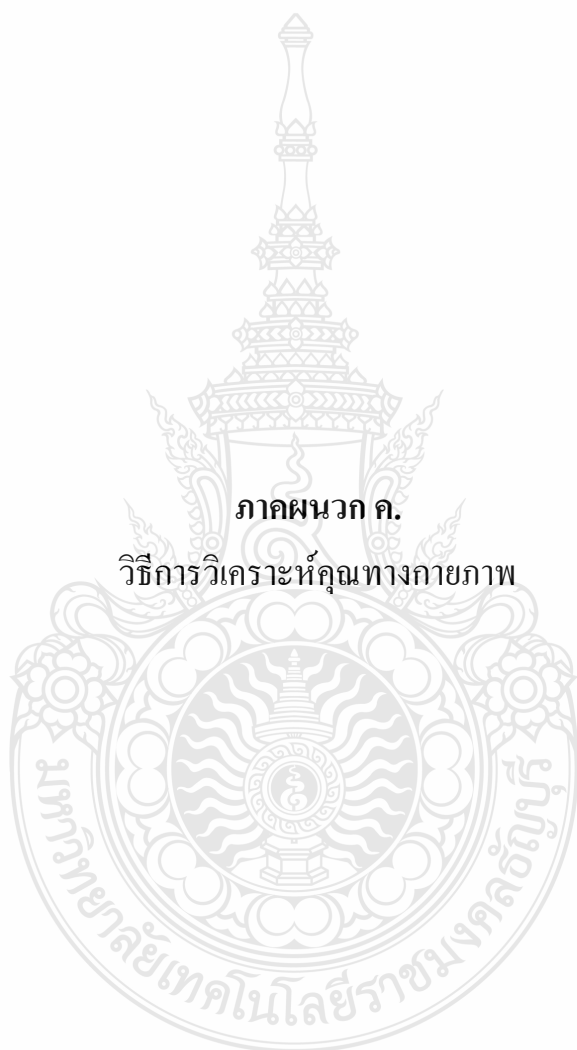 ภาคผนวก ค.
วิธีการวิเคราะห์คุณทางกายภาพ
มหาวิทยาลัยเทคโนโลยีราชมงคลธัญบุรี